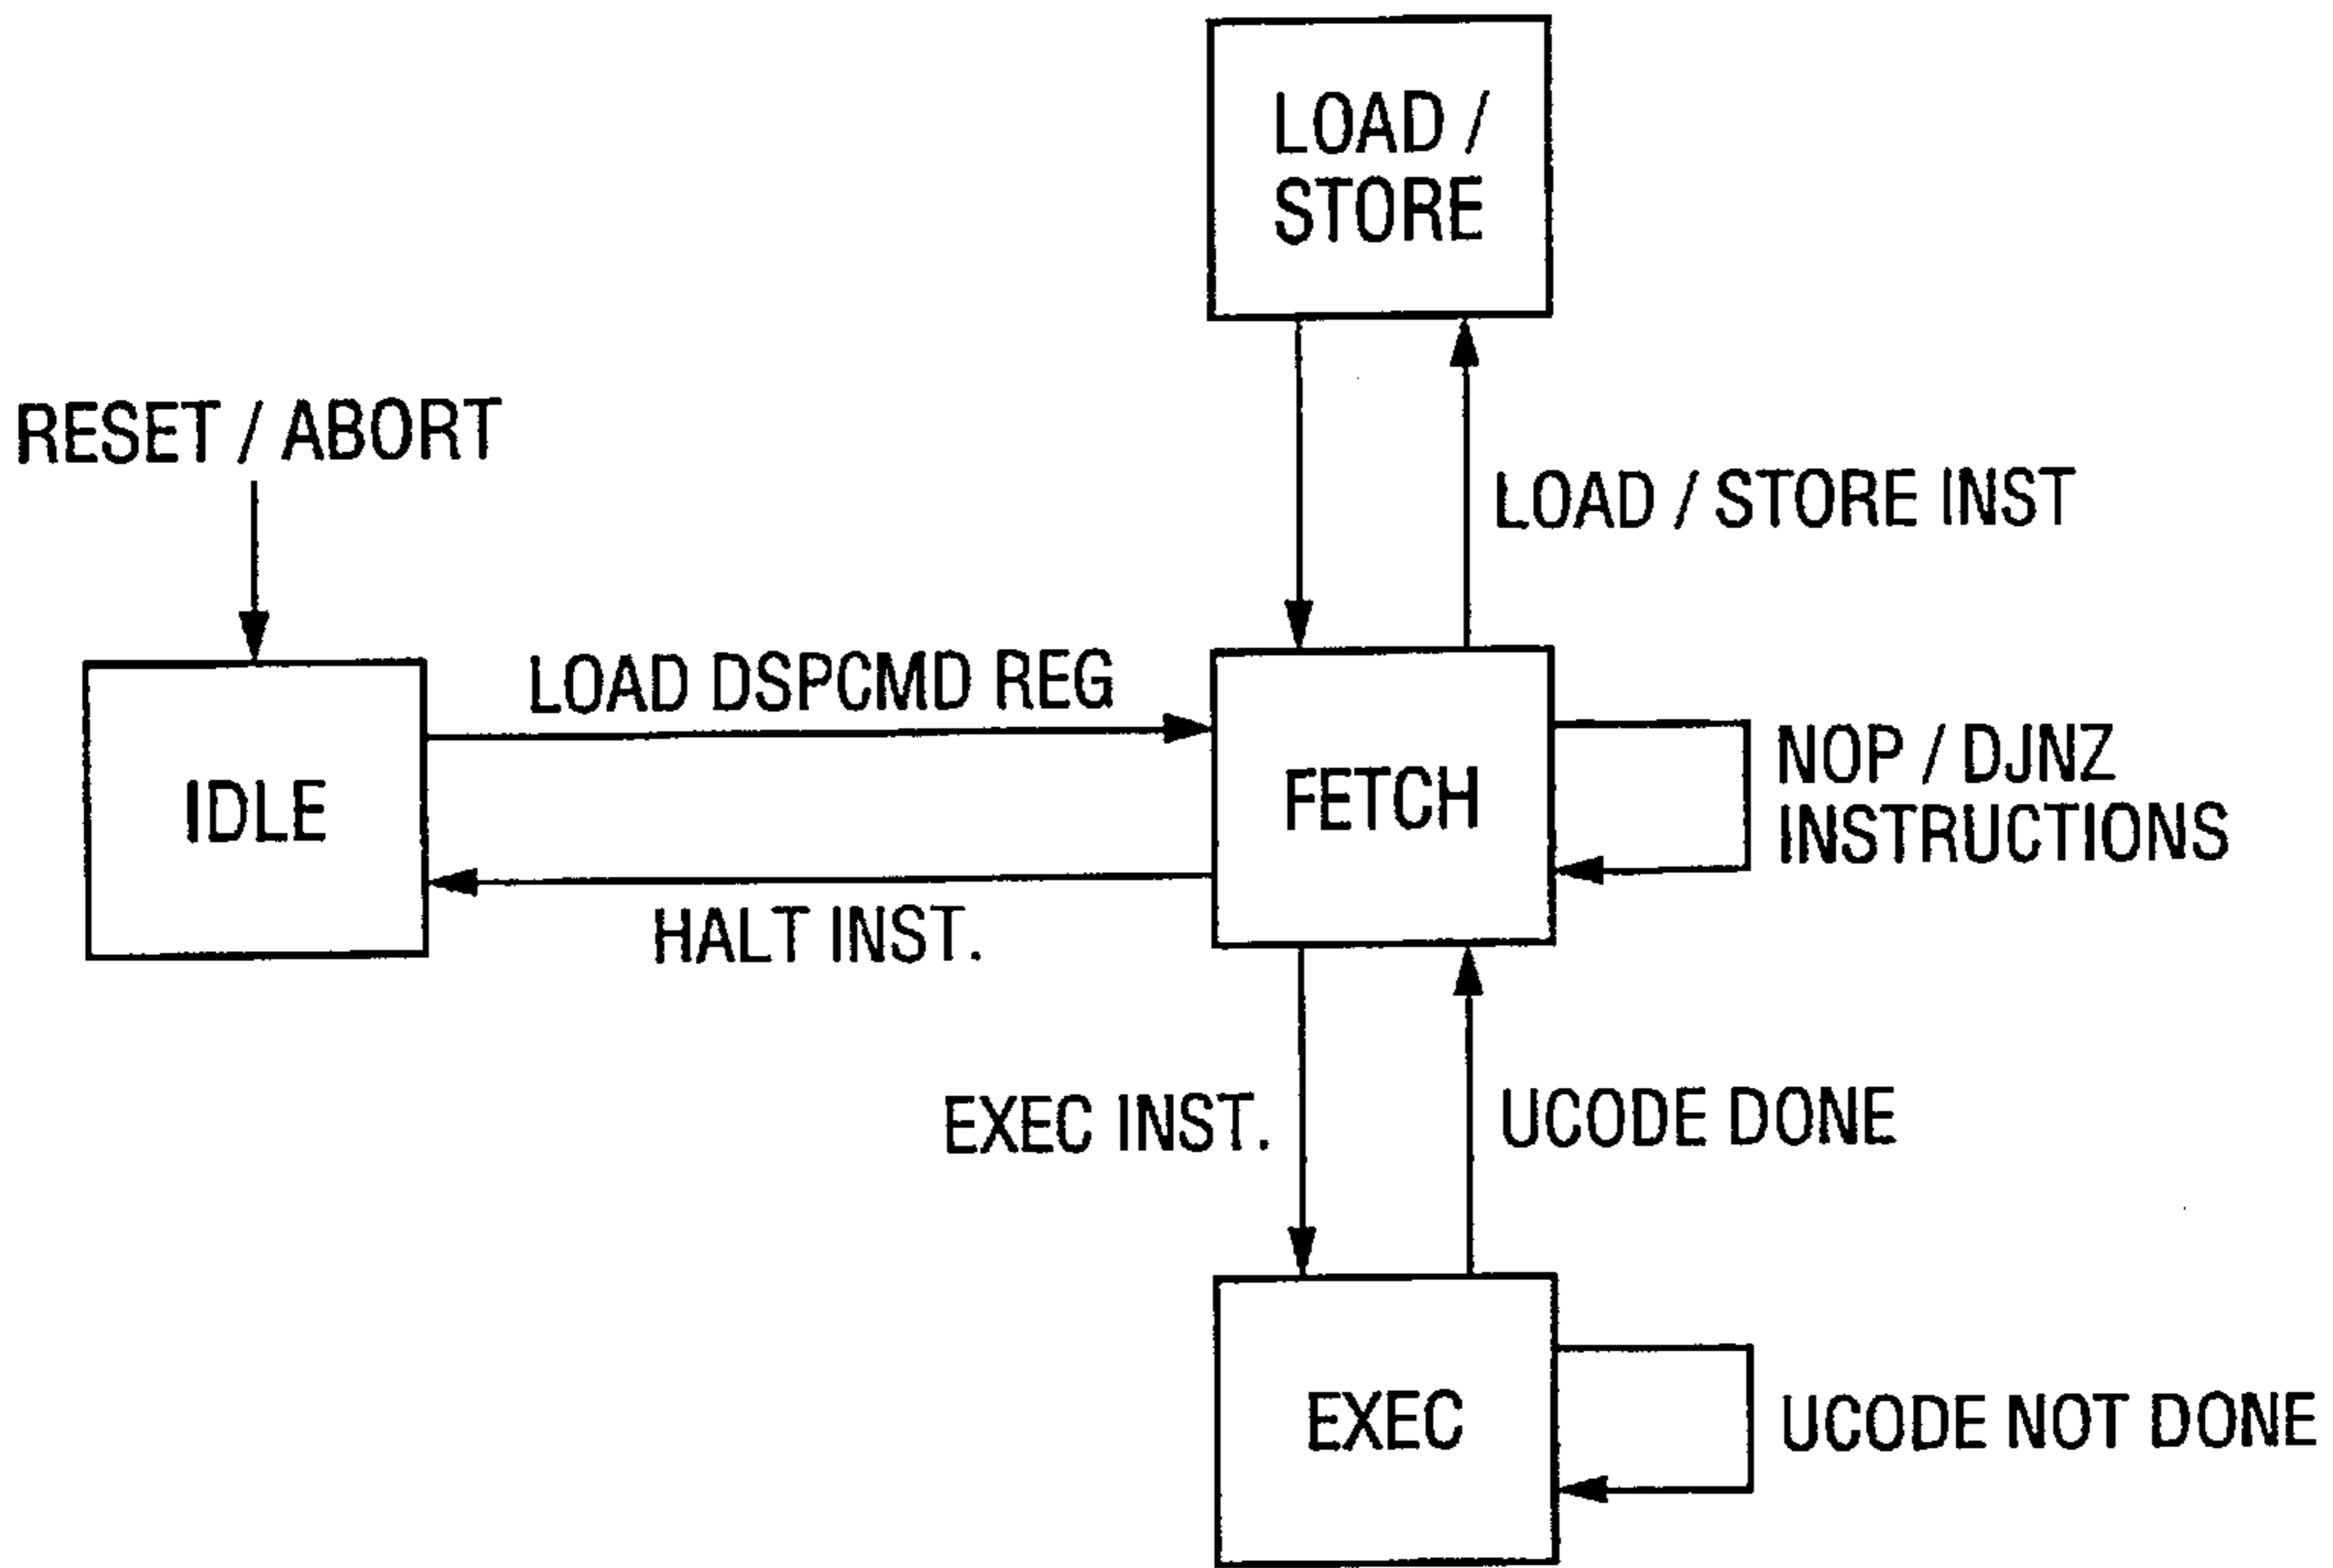 LOAD /
STORE
RESET / ABORT
LOAD / STORE INST
LOAD DSPCMD REG
IDLE
FETCH
NOP / DJNZ
INSTRUCTIONS
HALT INST.
EXEC INST.
UCODE DONE
EXEC
UCODE NOT DONE